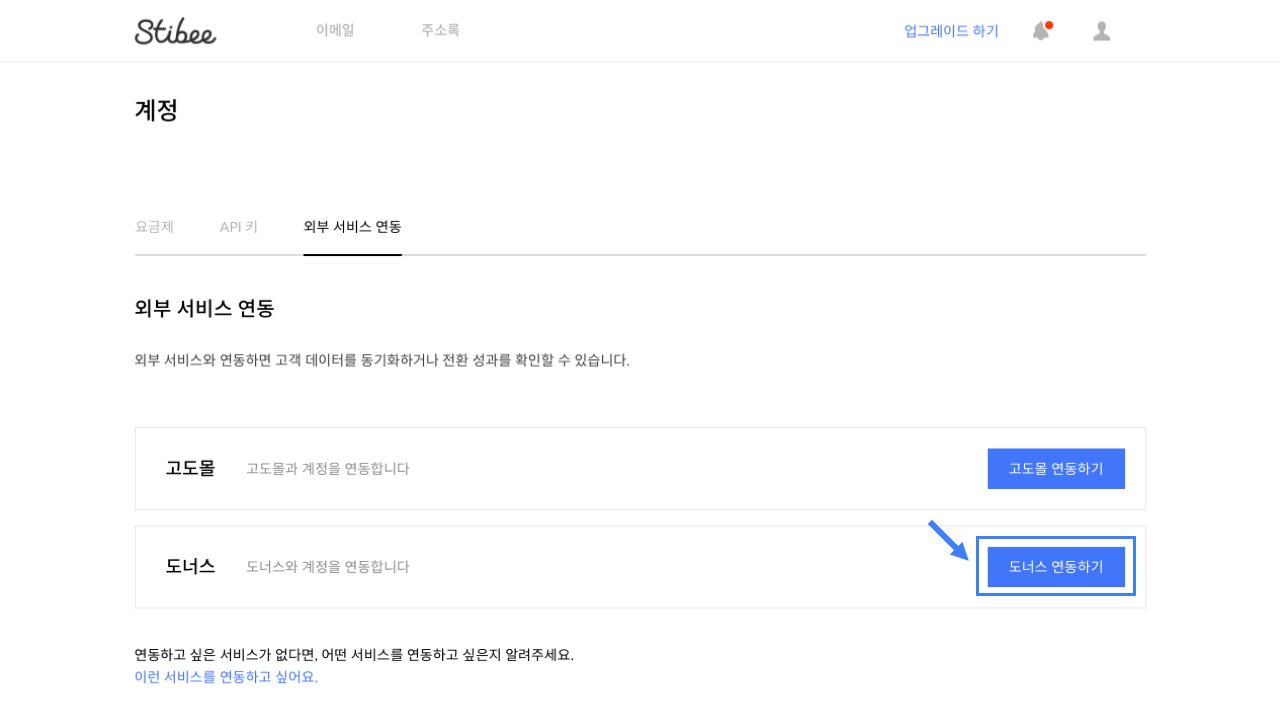 Stibee 이메일 주소록 업그레이드 하기
계정
요금제 API 키 외부 서비스 연동
외부 서비스 연동
외부 서비스와 연동하면 고객 데이터를 동기화하거나 전환 성과를 확인할 수 있습니다.
고도몰 고도몰과 계정을 연동합니다 고도몰 연동하기
도너스 도너스와 계정을 연동합니다 도너스 연동하기
연동하고 싶은 서비스가 없다면, 어떤 서비스를 연동하고 싶은지 알려주세요.
이런 서비스를 연동하고 싶어요.